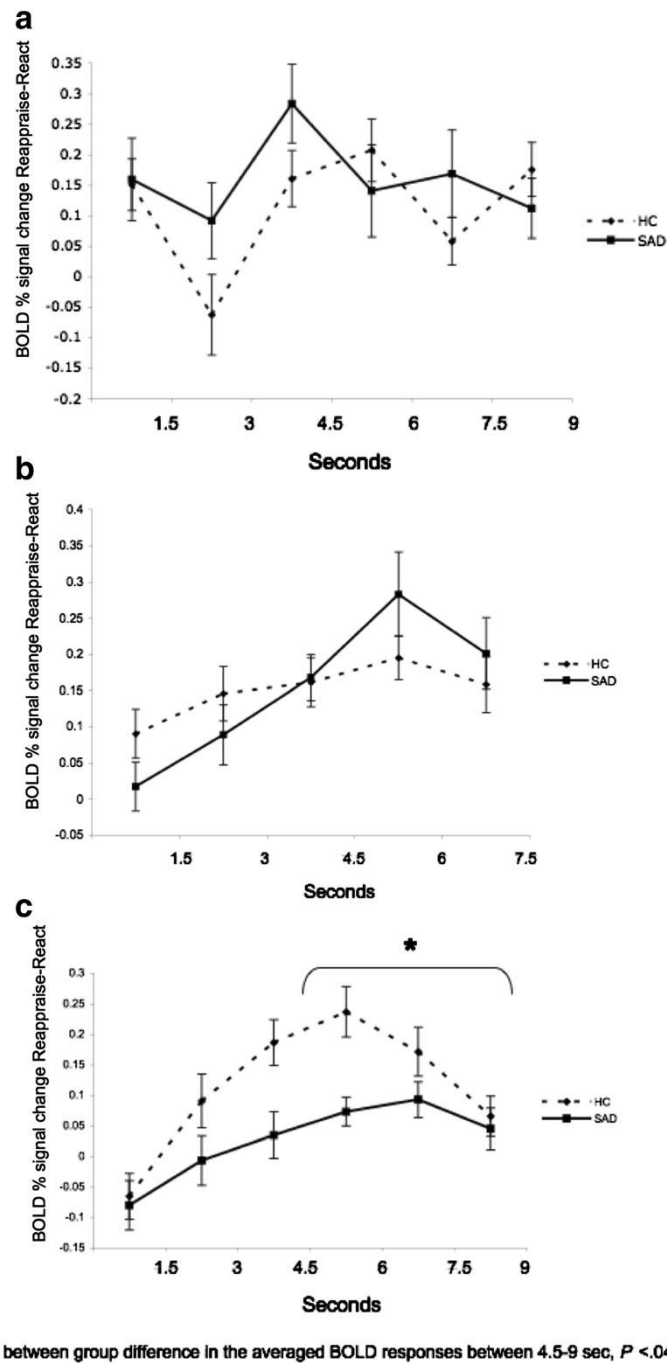 a
BOLD % signal change Reappraise-React
0.35
0.3
0.25
0.2
0.15
0.1
0.05
0
-0.05
-0.1
-0.15
-0.2
1.5 3 4.5 6 7.5 9
Seconds
HC
SAD
b
BOLD % signal change Reappraise-React
0.4
0.35
0.3
0.25
0.2
0.15
0.1
0.05
0
-0.05
1.5 3 4.5 6 7.5
Seconds
HC
SAD
c
BOLD % signal change Reappraise-React
*
0.3
0.25
0.2
0.15
0.1
0.05
0
-0.05
-0.1
-0.15
1.5 3 4.5 6 7.5 9
Seconds
HC
SAD
between group difference in the averaged BOLD responses between 4.5-9 sec, P